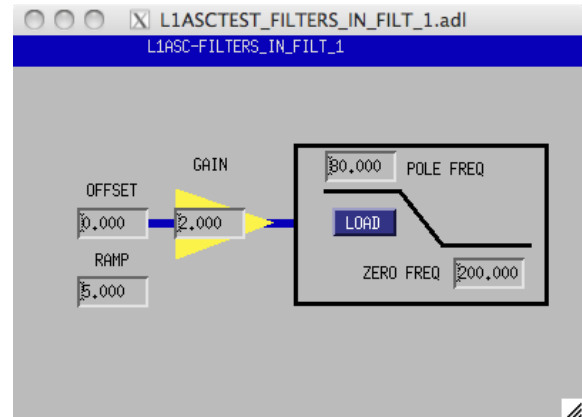 X L1ASCTEST_FILTERS_IN_FILT_1.adl
L1ASC-FILTERS_IN_FILT_1
GAIN
80.000 POLE FREQ
OFFSET
0.000
2.000
LOAD
RAMP
5.000
ZERO FREQ 200.000